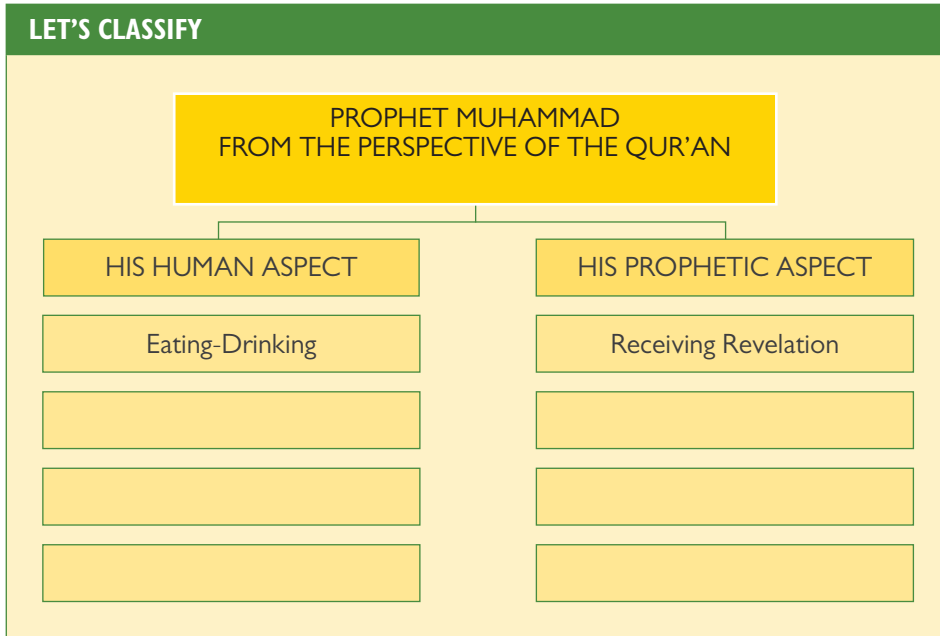 LET’S CLASSIFY
PROPHET MUHAMMAD
FROM THE PERSPECTIVE OF THE QUR’AN
HIS HUMAN ASPECT
HIS PROPHETIC ASPECT
Eating-Drinking
Receiving Revelation